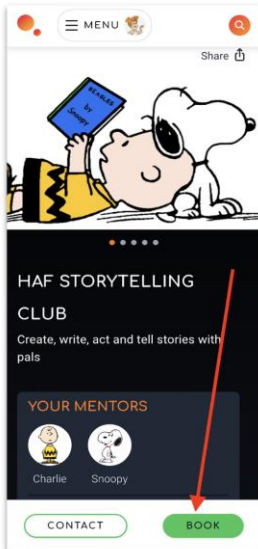 MENU
Share
BEAGLES
by
Snoopy
HAF STORYTELLING
CLUB
Create, write, act and tell stories with
pals
YOUR MENTORS
Charlie Snoopy
CONTACT BOOK